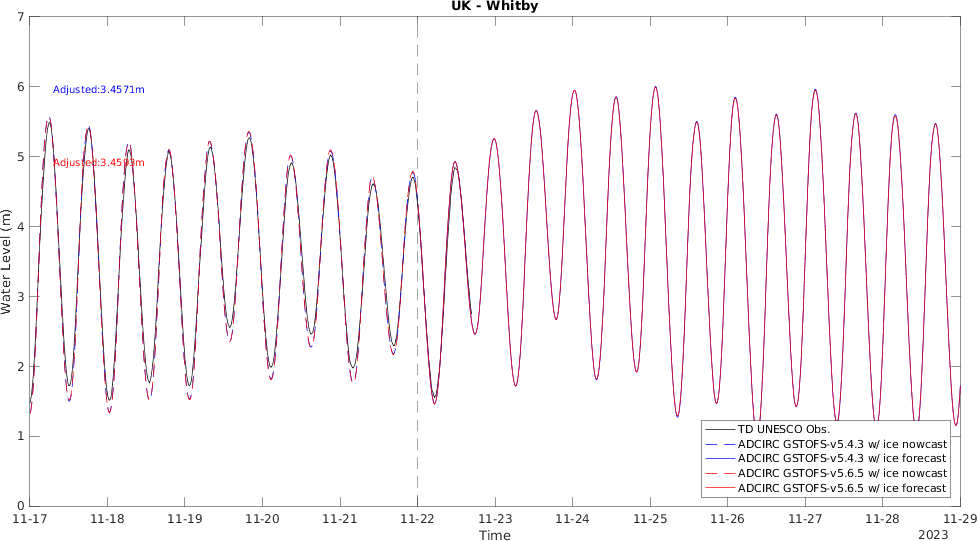 UK - Whitby
7
6
5
4
3
2
1
0
Water Level (m)
Adjusted:3.4571m
Adjusted:3.4593m
TD UNESCO Obs.
ADCIRC GSTOFS-v5.4.3 w/ ice nowcast
ADCIRC GSTOFS-v5.4.3 w/ ice forecast
ADCIRC GSTOFS-v5.6.5 w/ ice nowcast
ADCIRC GSTOFS-v5.6.5 w/ ice forecast
11-17 11-18 11-19 11-20 11-21 11-22 11-23 11-24 11-25 11-26 11-27 11-28 11-29
Time
2023